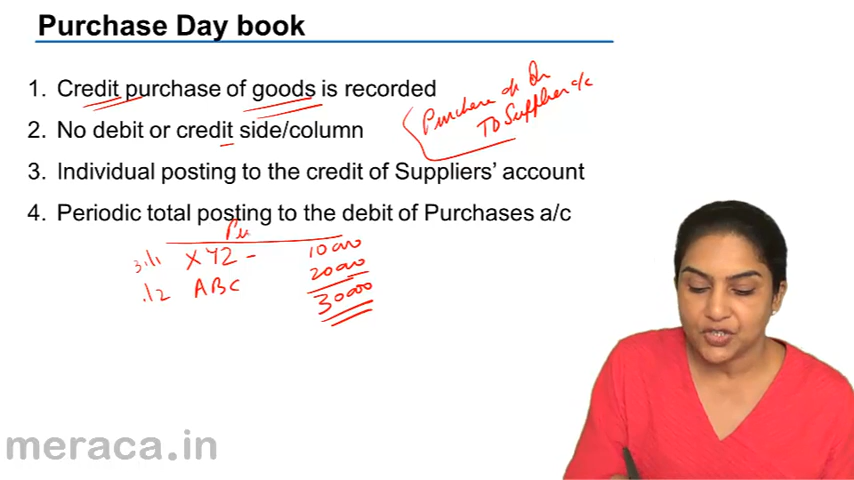 Purchase Day book
1. Credit purchase of goods is recorded
Purchase a/c Dr
To Supplier a/c
2. No debit or credit side/column
3. Individual posting to the credit of Suppliers’ account
4. Periodic total posting to the debit of Purchases a/c
Pu
XYZ - 10000
ABC 20000
30000
meraca.in